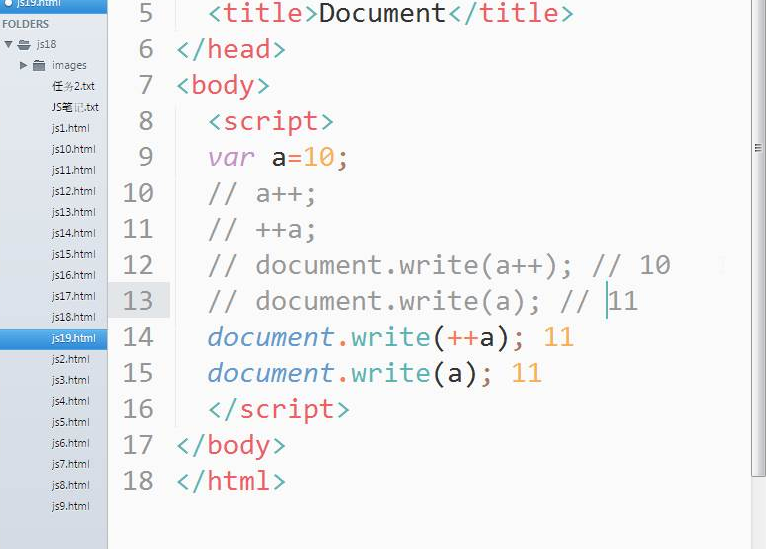 js19.html
FOLDERS
js18
images
任务2.txt
JS笔记.txt
js1.html
js10.html
js11.html
js12.html
js13.html
js14.html
js15.html
js16.html
js17.html
js18.html
js19.html
js2.html
js3.html
js4.html
js5.html
js6.html
js7.html
js8.html
js9.html
5 <title>Document</title>
6 </head>
7 <body>
8 <script>
9 var a=10;
10 // a++;
11 // ++a;
12 // document.write(a++); // 10
13 // document.write(a); // 11
14 document.write(++a); 11
15 document.write(a); 11
16 </script>
17 </body>
18 </html>